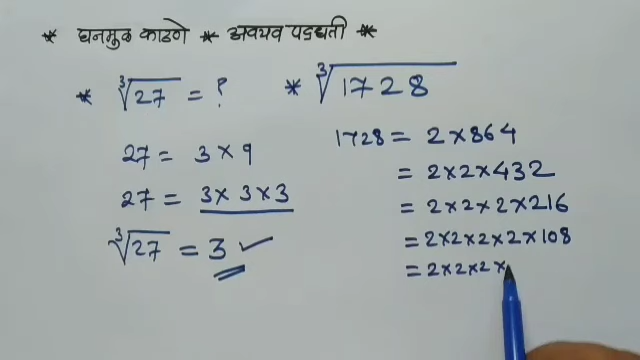 * घनमुळ काढणे * अवयव पद्धती *
* ∛27 = ?
27 = 3 × 9
27 = 3 × 3 × 3
∛27 = 3 ✓
* ∛1728
1728 = 2 × 864
= 2 × 2 × 432
= 2 × 2 × 2 × 216
= 2 × 2 × 2 × 2 × 108
= 2 × 2 × 2 ×